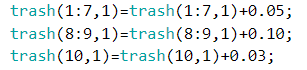 trash(1:7,1)=trash(1:7,1)+0.05;
trash(8:9,1)=trash(8:9,1)+0.10;
trash(10,1)=trash(10,1)+0.03;